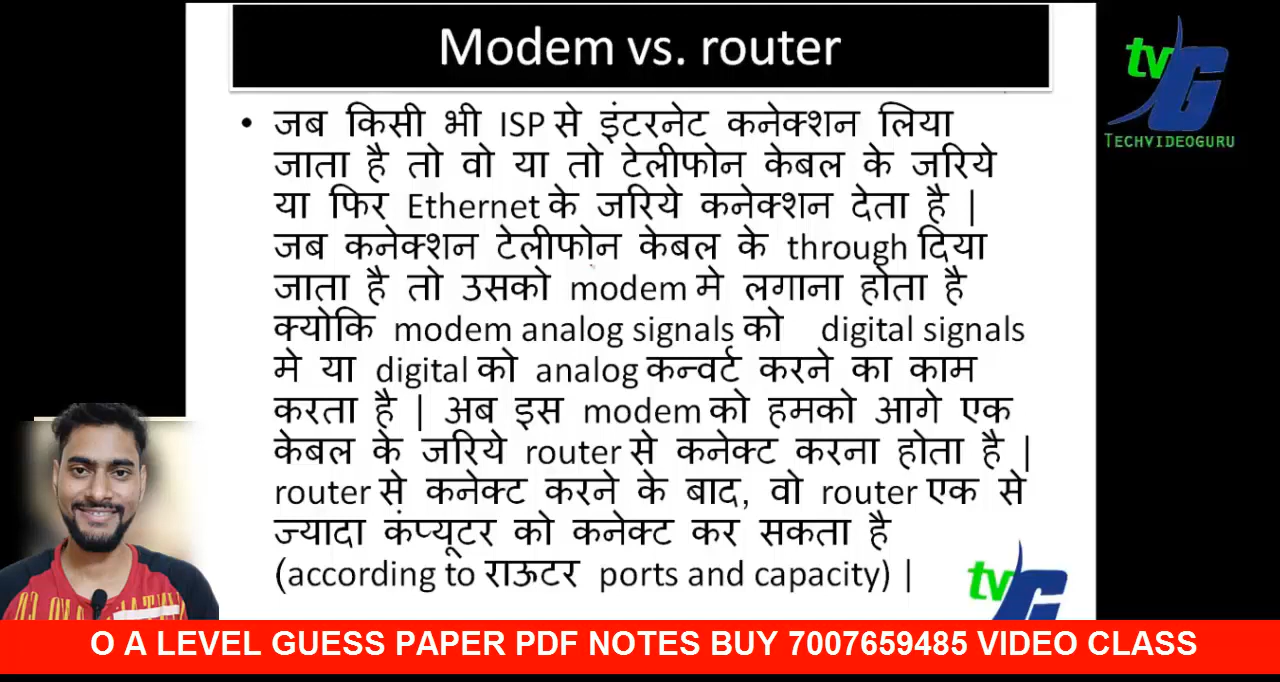 Modem vs. router
• जब किसी भी ISP से इंटरनेट कनेक्शन लिया
जाता है तो वो या तो टेलीफोन केबल के जरिये
या फिर Ethernet के जरिये कनेक्शन देता है |
जब कनेक्शन टेलीफोन केबल के through दिया
जाता है तो उसको modem मे लगाना होता है
क्योकि modem analog signals को digital signals
मे या digital को analog कन्वर्ट करने का काम
करता है | अब इस modem को हमको आगे एक
केबल के जरिये router से कनेक्ट करना होता है |
router से कनेक्ट करने के बाद, वो router एक से
ज्यादा कंप्यूटर को कनेक्ट कर सकता है
(according to राऊटर ports and capacity) |
tvG
TECHVIDEOGURU
tvG
O A LEVEL GUESS PAPER PDF NOTES BUY 7007659485 VIDEO CLASS